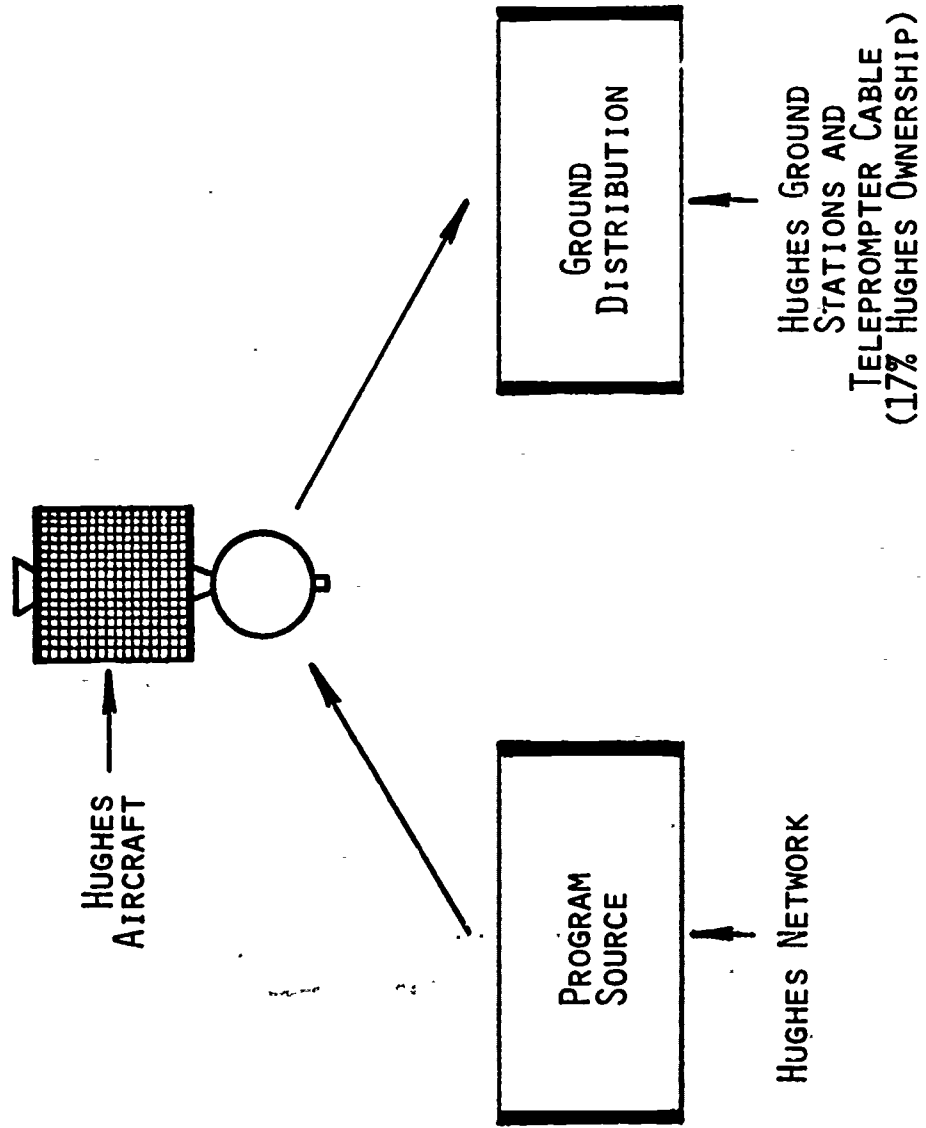 HUGHES
AIRCRAFT
PROGRAM
SOURCE
HUGHES NETWORK
GROUND
DISTRIBUTION
HUGHES GROUND
STATIONS AND
TELEPROMPTER CABLE
(17% HUGHES OWNERSHIP)